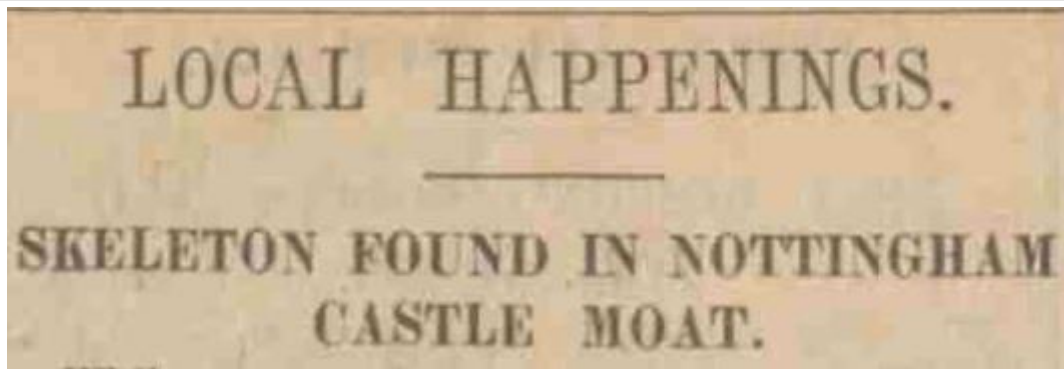 LOCAL HAPPENINGS.
SKELETON FOUND IN NOTTINGHAM
CASTLE MOAT.